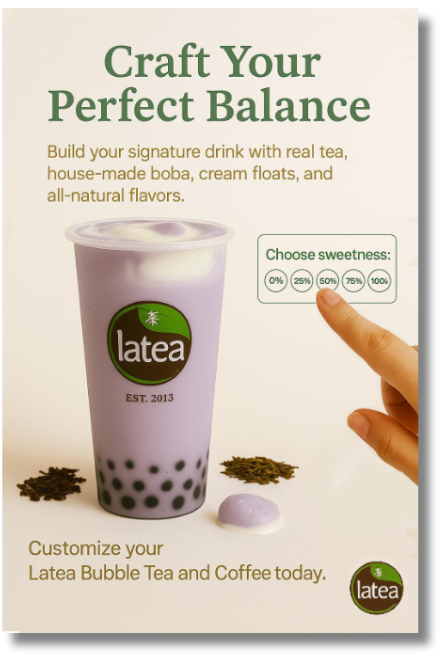 Craft Your
Perfect Balance
Build your signature drink with real tea,
house-made boba, cream floats, and
all-natural flavors.
Choose sweetness:
0% 25% 50% 75% 100%
latea
EST. 2013
Customize your
Latea Bubble Tea and Coffee today.
latea